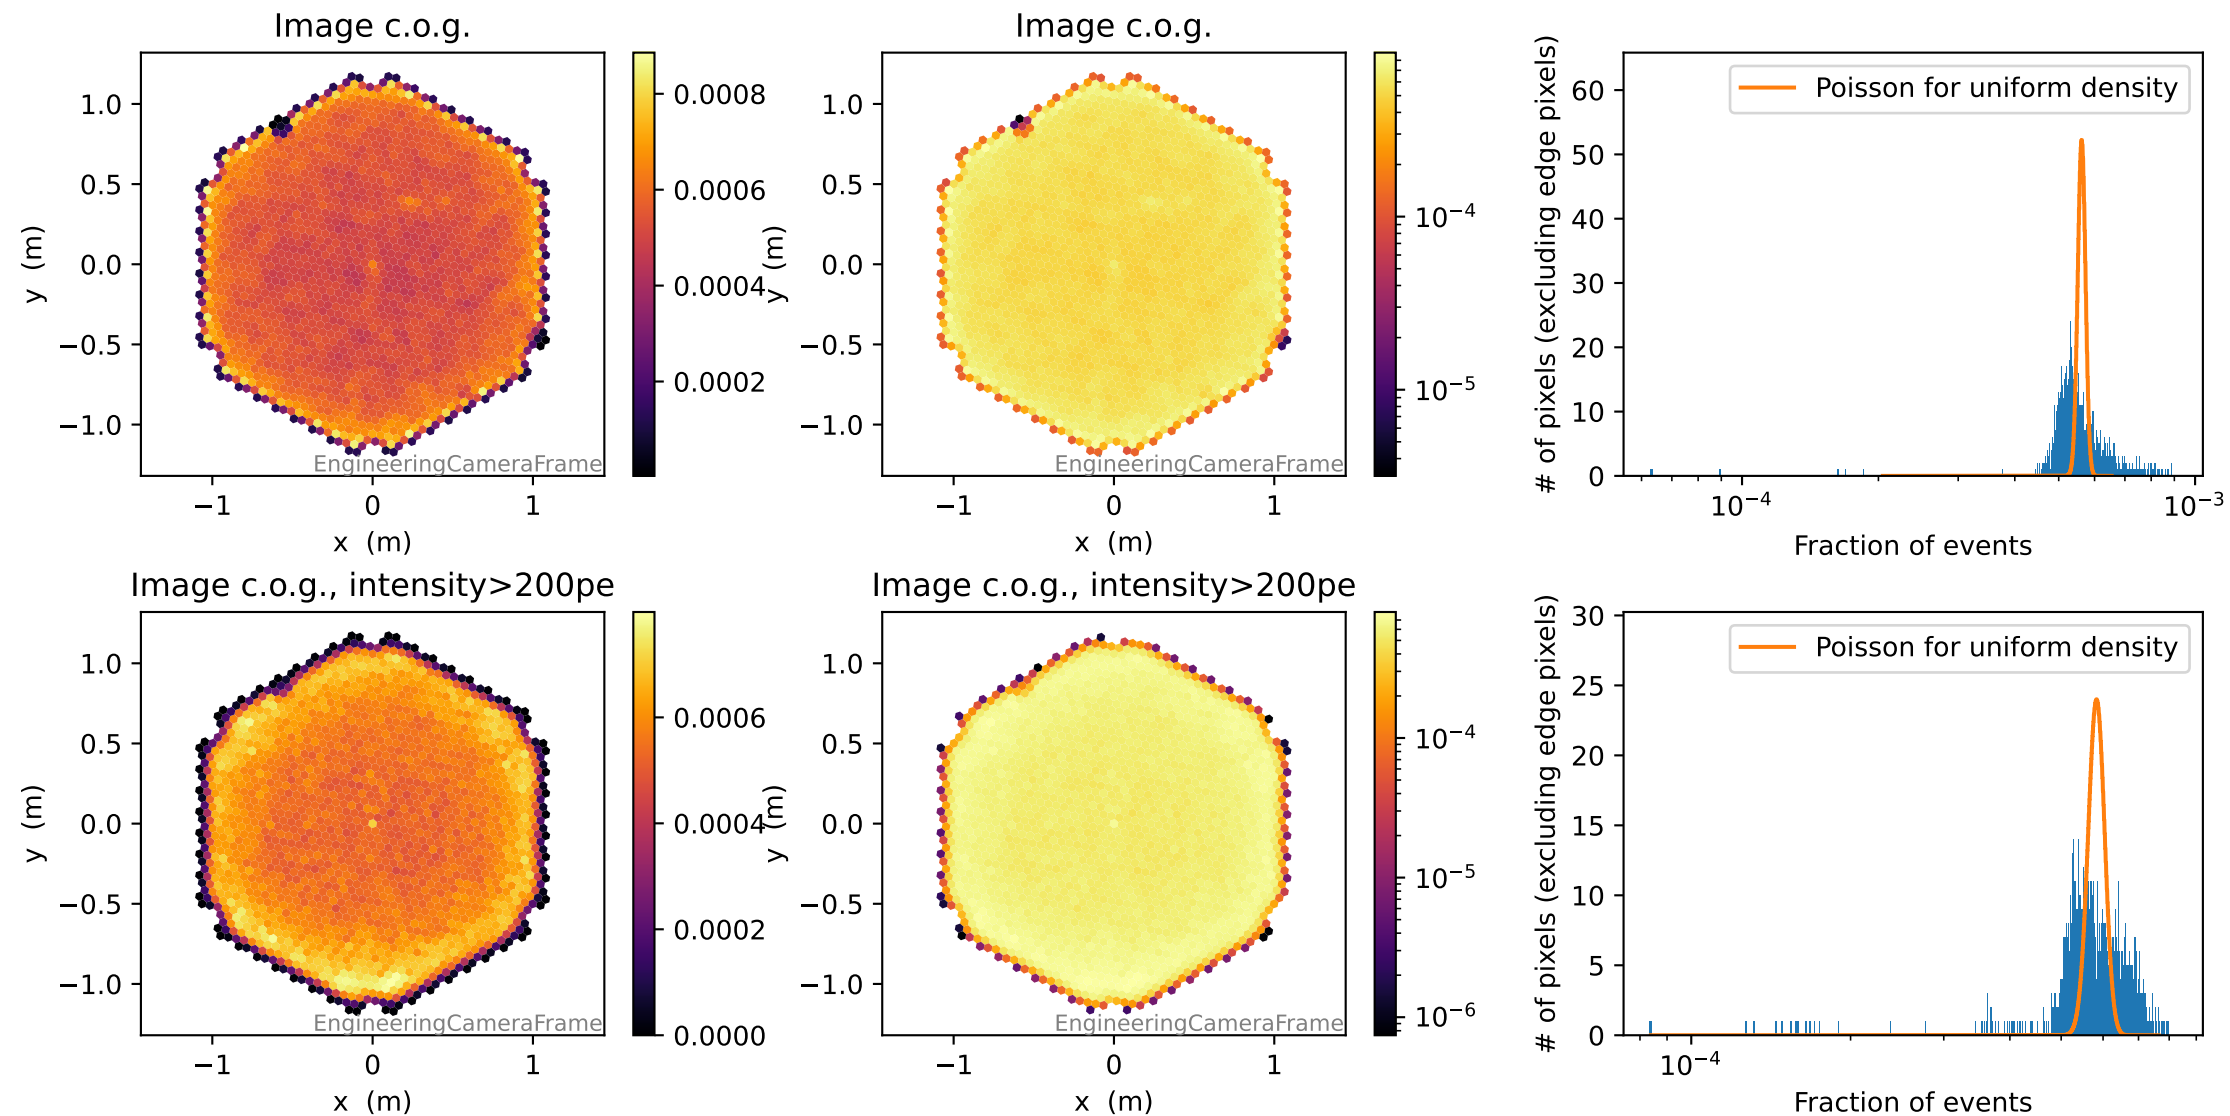 Image c.o.g.
1.0
0.5
0.0
−0.5
−1.0
y (m)
−1
0
1
x (m)
EngineeringCameraFrame
0.0008
0.0006
0.0004
0.0002
Image c.o.g.
1.0
0.5
0.0
−0.5
−1.0
y (m)
−1
0
1
x (m)
EngineeringCameraFrame
10⁻⁴
10⁻⁵
# of pixels (excluding edge pixels)
60
50
40
30
20
10
0
Poisson for uniform density
10⁻⁴
10⁻³
Fraction of events
Image c.o.g., intensity>200pe
1.0
0.5
0.0
−0.5
−1.0
y (m)
−1
0
1
x (m)
EngineeringCameraFrame
0.0006
0.0004
0.0002
0.0000
Image c.o.g., intensity>200pe
1.0
0.5
0.0
−0.5
−1.0
y (m)
−1
0
1
x (m)
EngineeringCameraFrame
10⁻⁴
10⁻⁵
10⁻⁶
# of pixels (excluding edge pixels)
30
25
20
15
10
5
0
Poisson for uniform density
10⁻⁴
Fraction of events